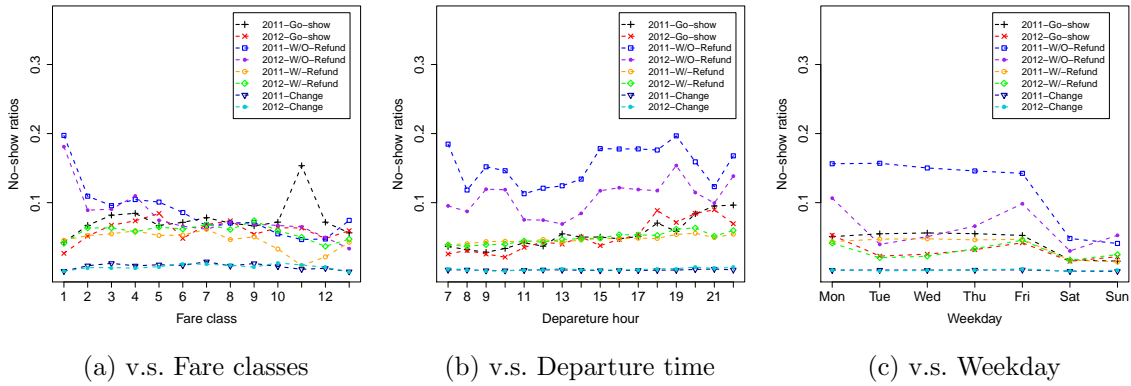 2011−Go−show
2012−Go−show
2011−W/O−Refund
2012−W/O−Refund
2011−W/−Refund
2012−W/−Refund
2011−Change
2012−Change
No−show ratios
0.1 0.2 0.3
1 2 3 4 5 6 7 8 9 10 12
Fare class
(a) v.s. Fare classes
2011−Go−show
2012−Go−show
2011−W/O−Refund
2012−W/O−Refund
2011−W/−Refund
2012−W/−Refund
2011−Change
2012−Change
No−show ratios
0.1 0.2 0.3
7 8 9 11 13 15 17 19 21
Depareture hour
(b) v.s. Departure time
2011−Go−show
2012−Go−show
2011−W/O−Refund
2012−W/O−Refund
2011−W/−Refund
2012−W/−Refund
2011−Change
2012−Change
No−show ratios
0.1 0.2 0.3
Mon Tue Wed Thu Fri Sat Sun
Weekday
(c) v.s. Weekday